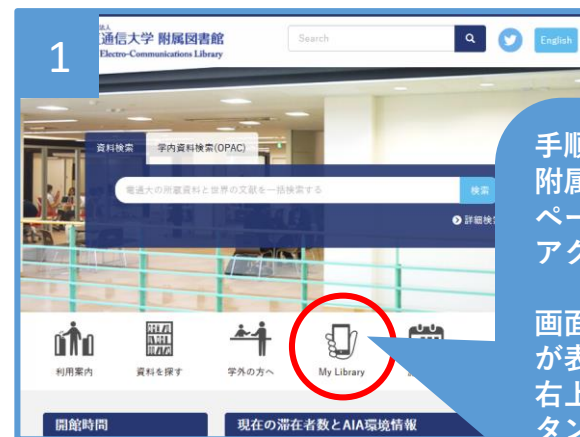 1
通信大学 附属図書館
Electro-Communications Library
Search
English
資料検索
学内資料検索(OPAC)
電通大の所蔵資料と世界の文献を一括検索する
検索
詳細検
利用案内
資料を探す
学外の方へ
My Library
開館時間
現在の滞在者数とAIA環境情報
手順
附属
ペー
アク
画面
が表
右上
タン